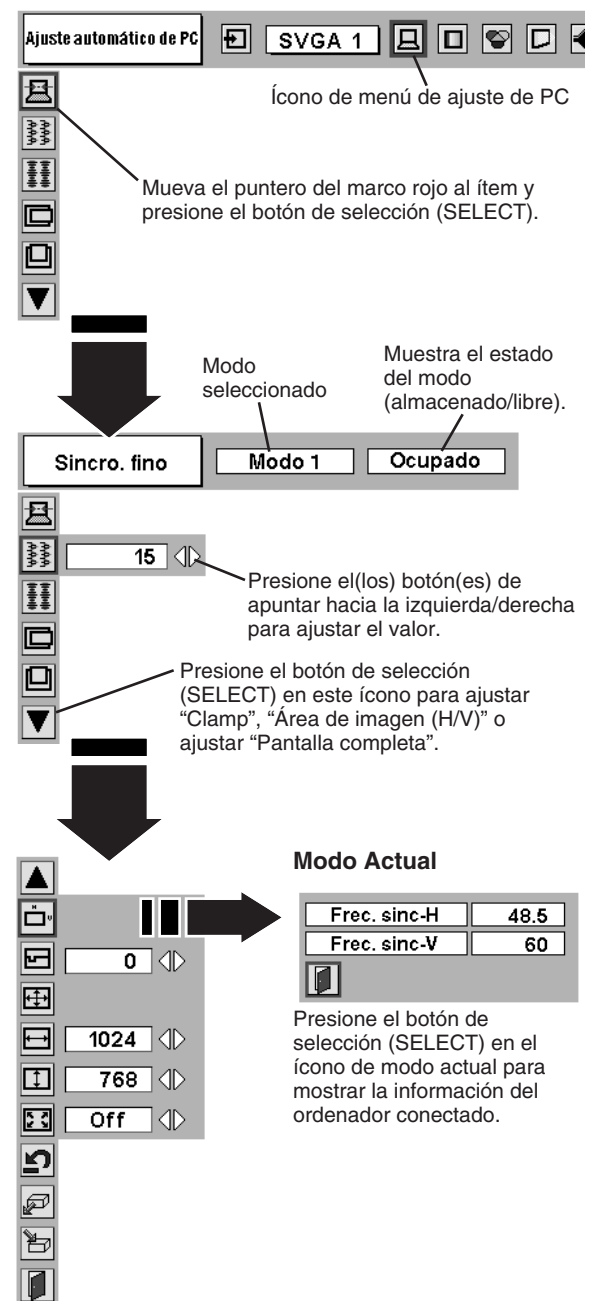 Ajuste automático de PC
SVGA 1
Ícono de menú de ajuste de PC
Mueva el puntero del marco rojo al ítem y
presione el botón de selección (SELECT).
Modo
seleccionado
Muestra el estado
del modo
(almacenado/libre).
Sincro. fino
Modo 1
Ocupado
15
Presione el(los) botón(es) de
apuntar hacia la izquierda/derecha
para ajustar el valor.
Presione el botón de selección
(SELECT) en este ícono para ajustar
“Clamp”, “Área de imagen (H/V)” o
ajustar “Pantalla completa”.
Modo Actual
H
V
Frec. sinc-H 48.5
Frec. sinc-V 60
0
1024
768
Off
Presione el botón de
selección (SELECT) en el
ícono de modo actual para
mostrar la información del
ordenador conectado.